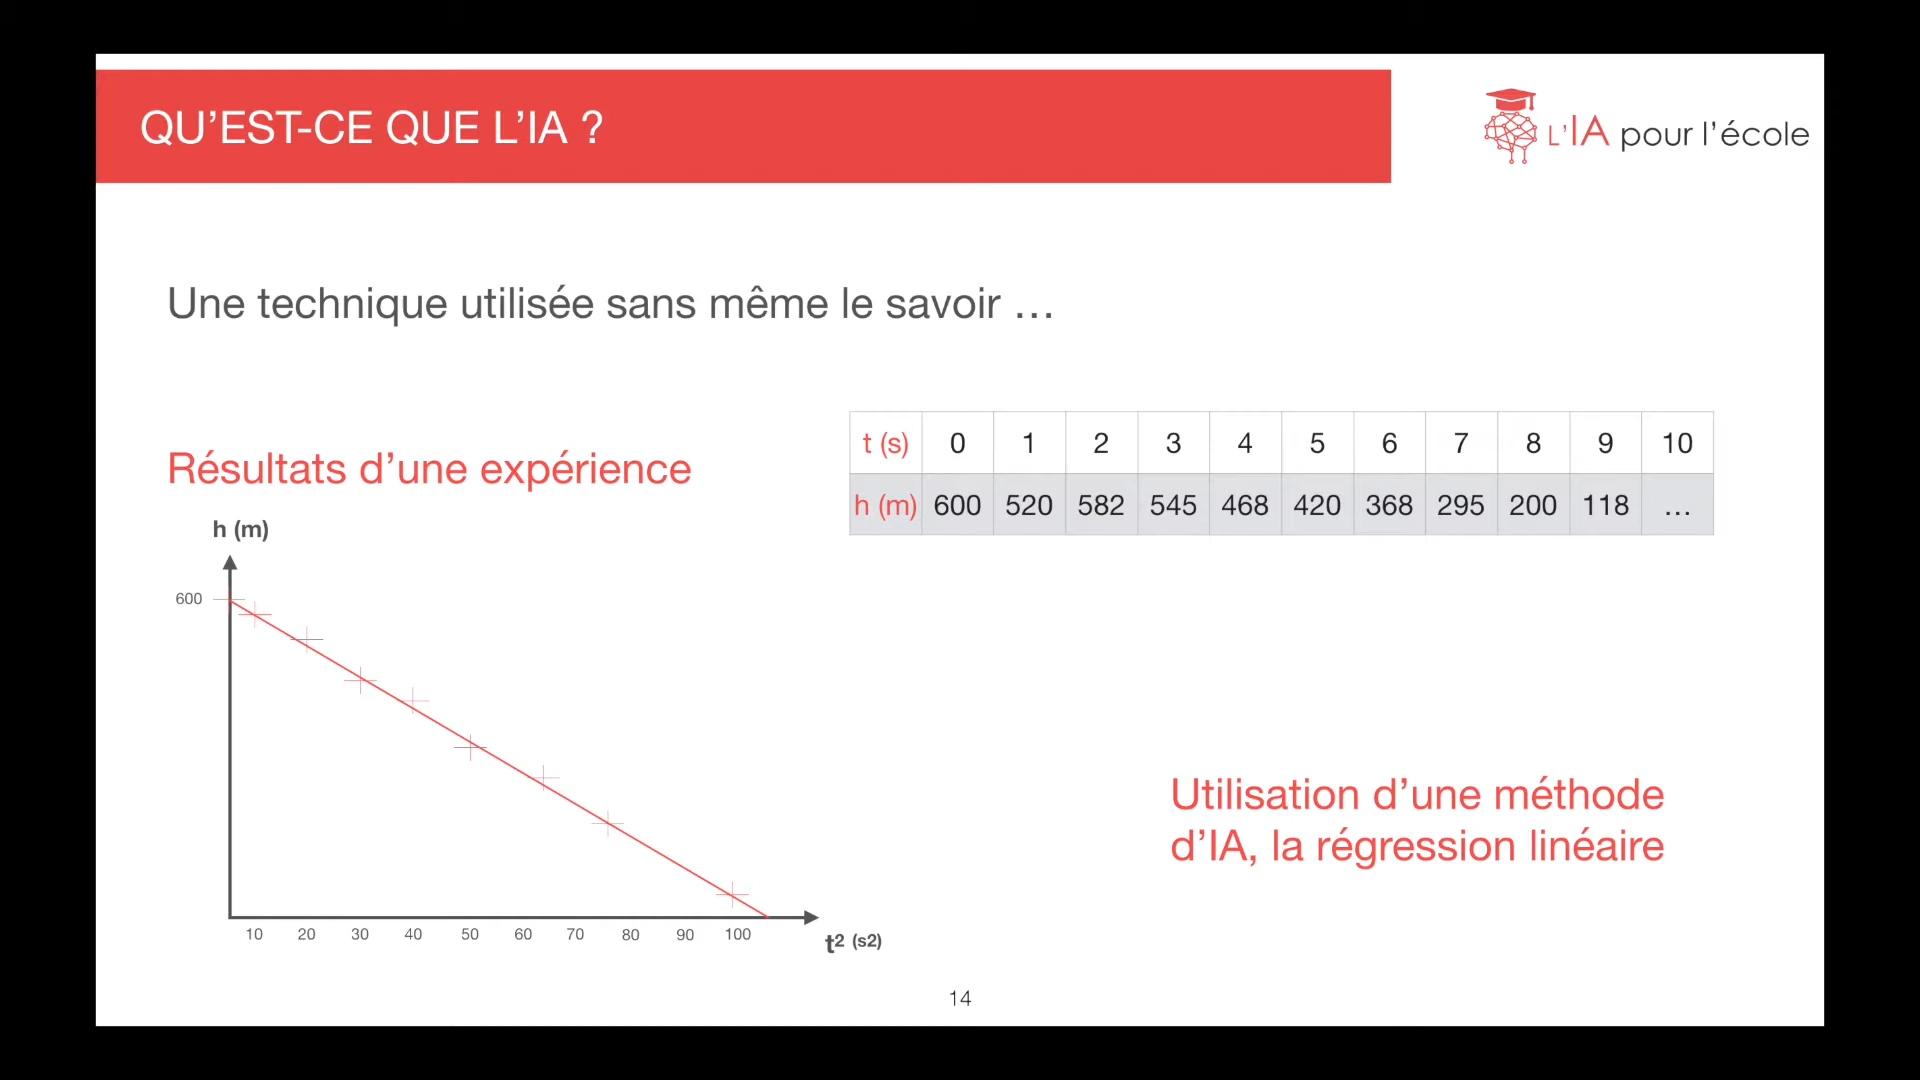 QU’EST-CE QUE L’IA ?
L’IA pour l’école
Une technique utilisée sans même le savoir …
t (s) 0 1 2 3 4 5 6 7 8 9 10
h (m) 600 520 582 545 468 420 368 295 200 118 …
Résultats d’une expérience
h (m)
600
10 20 30 40 50 60 70 80 90 100
t² (s2)
Utilisation d’une méthode
d’IA, la régression linéaire
14